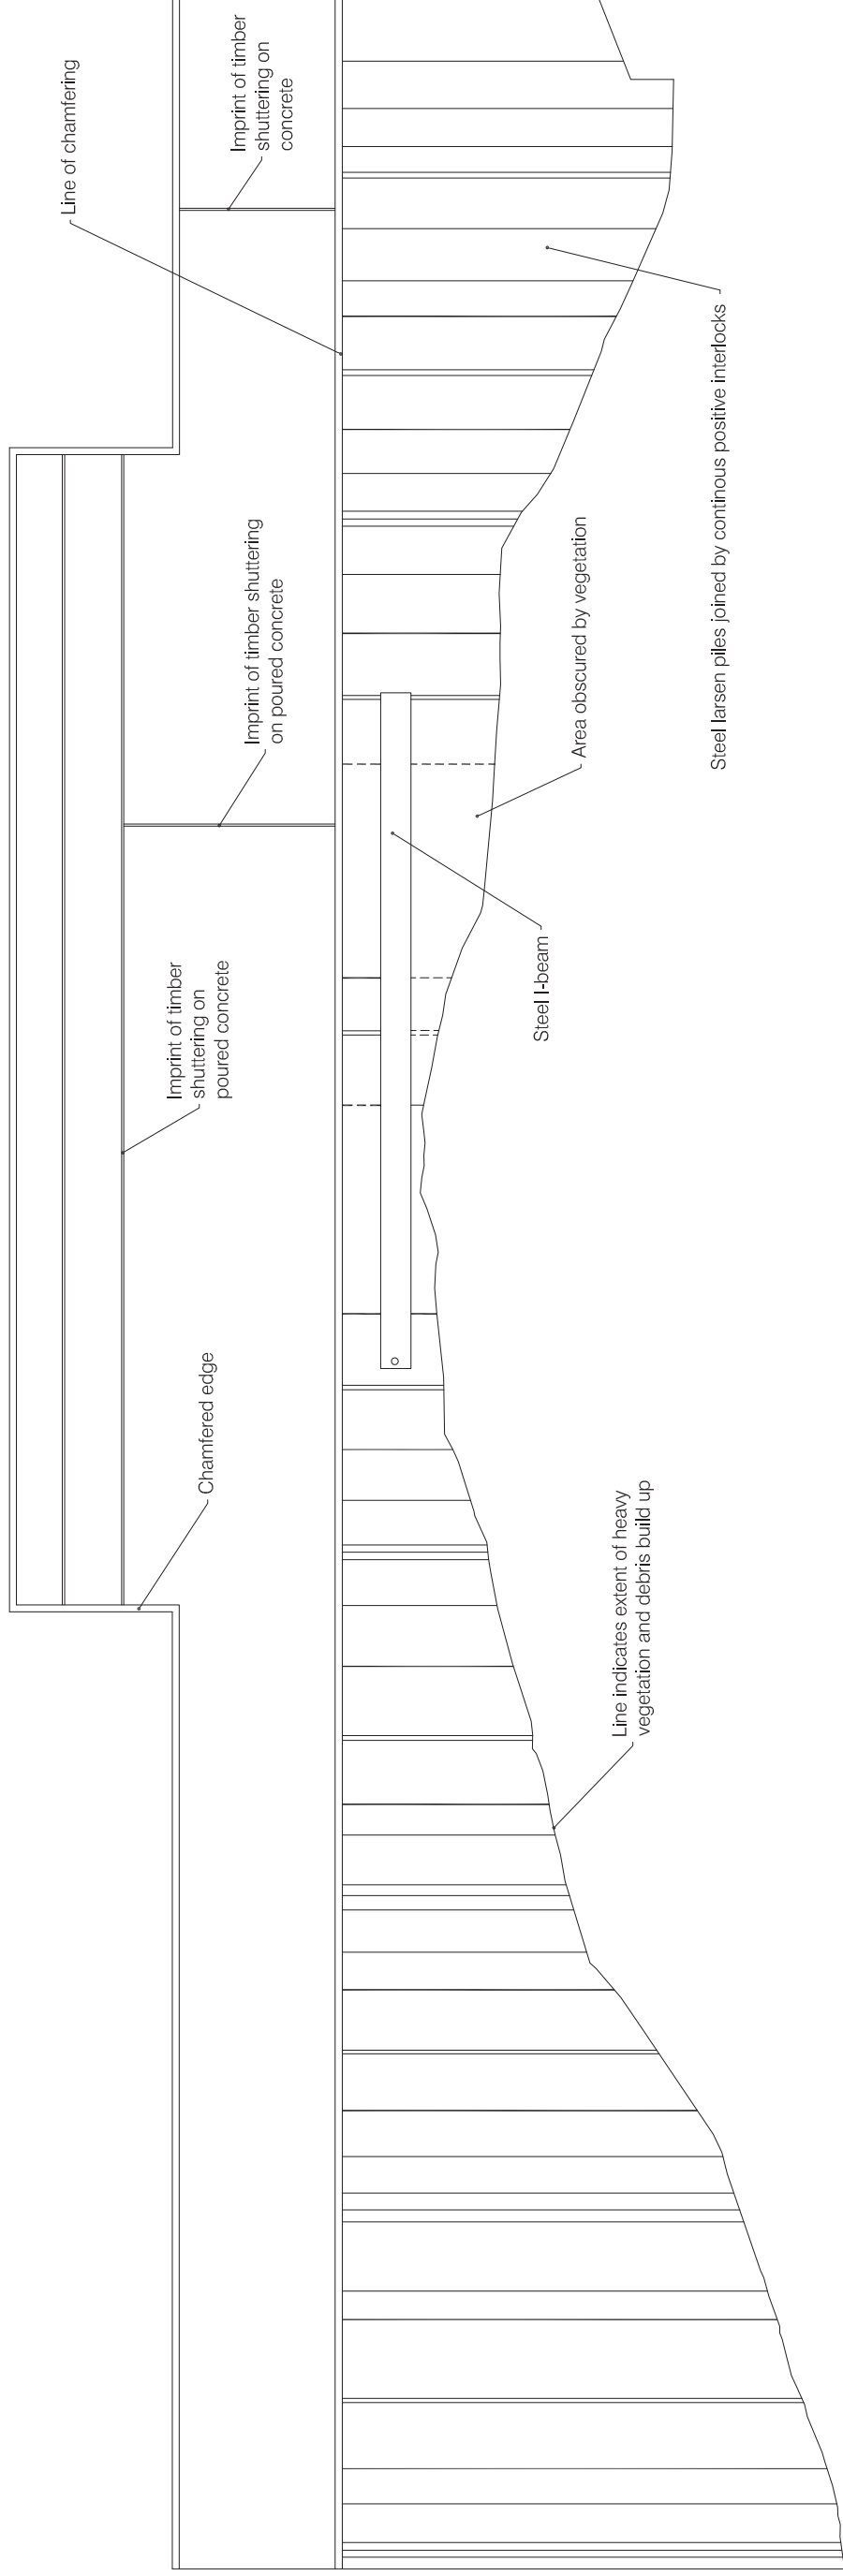 Chamfered edge
Imprint of timber
shuttering on
poured concrete
Imprint of timber shuttering
on poured concrete
Line of chamfering
Imprint of timber
shuttering on
concrete
Line indicates extent of heavy
vegetation and debris build up
Steel I-beam
Area obscured by vegetation
Steel larsen piles joined by continous positive interlocks